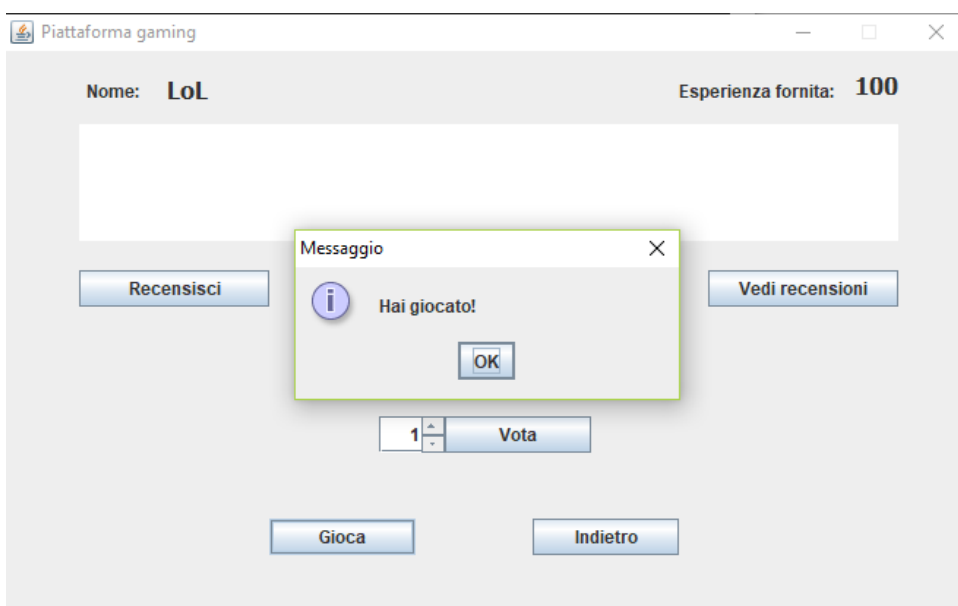 Piattaforma gaming
Nome: LoL Esperienza fornita: 100
Messaggio
Recensisci Vedi recensioni
i Hai giocato!
OK
1 Vota
Gioca Indietro